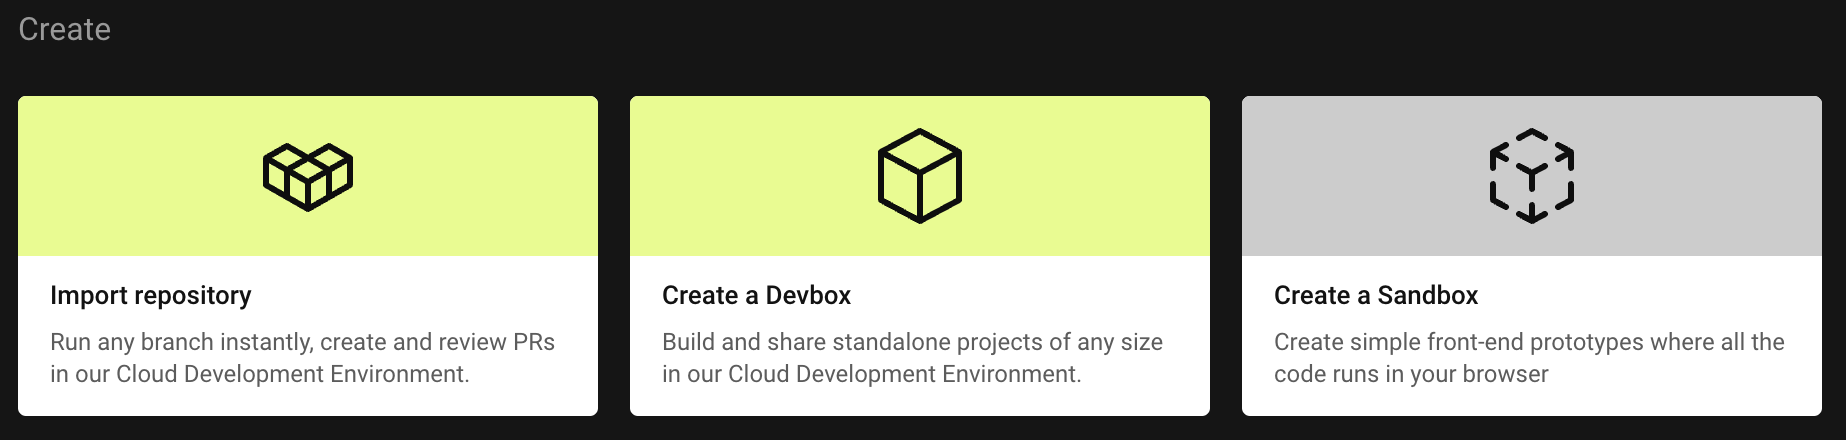 Create
Import repository
Run any branch instantly, create and review PRs
in our Cloud Development Environment.
Create a Devbox
Build and share standalone projects of any size
in our Cloud Development Environment.
Create a Sandbox
Create simple front-end prototypes where all the
code runs in your browser